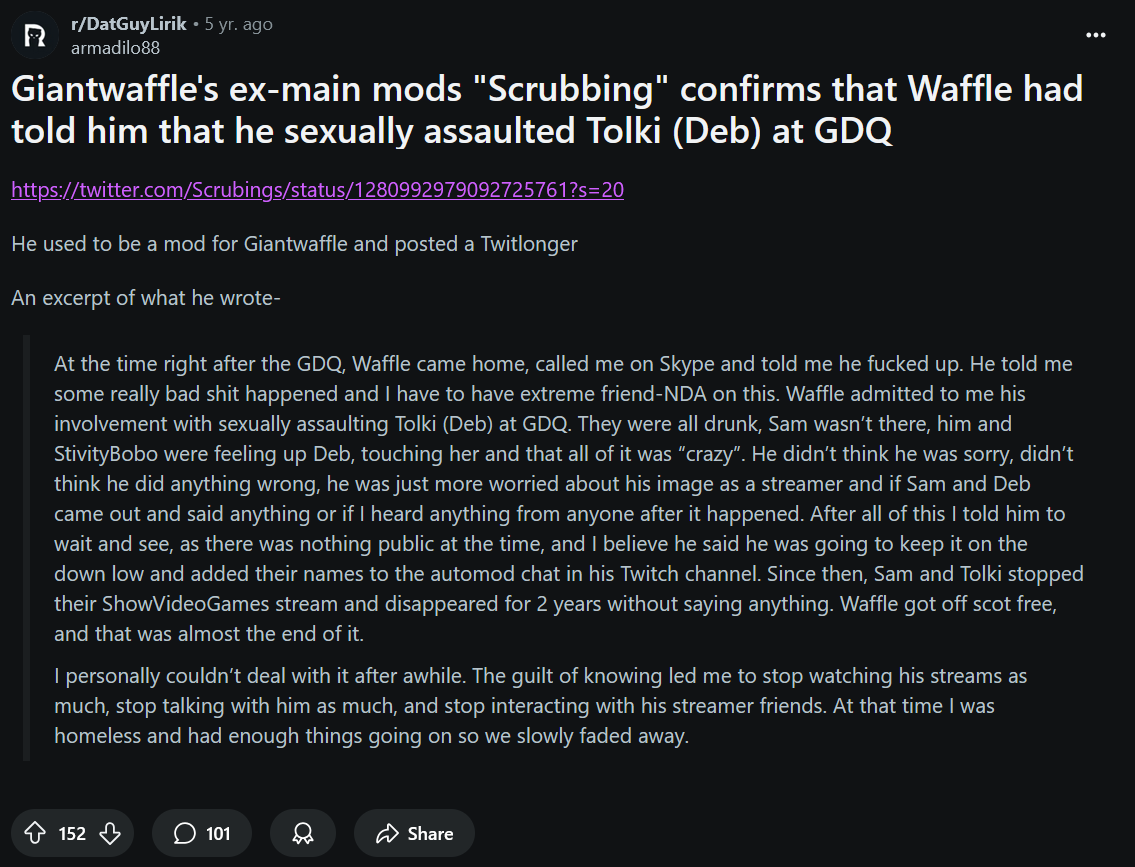 r/DatGuyLirik • 5 yr. ago
armadilo88
Giantwaffle's ex-main mods "Scrubbing" confirms that Waffle had
told him that he sexually assaulted Tolki (Deb) at GDQ
https://twitter.com/Scrubings/status/1280992979092725761?s=20
He used to be a mod for Giantwaffle and posted a Twitlonger
An excerpt of what he wrote-
At the time right after the GDQ, Waffle came home, called me on Skype and told me he fucked up. He told me
some really bad shit happened and I have to have extreme friend-NDA on this. Waffle admitted to me his
involvement with sexually assaulting Tolki (Deb) at GDQ. They were all drunk, Sam wasn’t there, him and
StivityBobo were feeling up Deb, touching her and that all of it was “crazy”. He didn’t think he was sorry, didn’t
think he did anything wrong, he was just more worried about his image as a streamer and if Sam and Deb
came out and said anything or if I heard anything from anyone after it happened. After all of this I told him to
wait and see, as there was nothing public at the time, and I believe he said he was going to keep it on the
down low and added their names to the automod chat in his Twitch channel. Since then, Sam and Tolki stopped
their ShowVideoGames stream and disappeared for 2 years without saying anything. Waffle got off scot free,
and that was almost the end of it.
I personally couldn’t deal with it after awhile. The guilt of knowing led me to stop watching his streams as
much, stop talking with him as much, and stop interacting with his streamer friends. At that time I was
homeless and had enough things going on so we slowly faded away.
152 101 Share